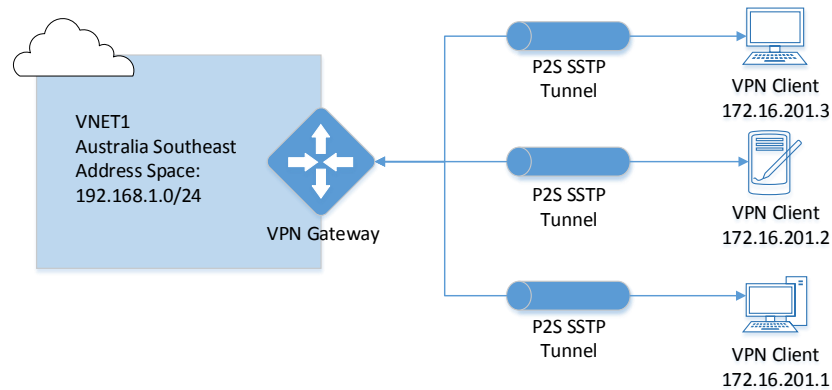 VNET1
Australia Southeast
Address Space:
192.168.1.0/24
VPN Gateway
P2S SSTP
Tunnel
VPN Client
172.16.201.3
P2S SSTP
Tunnel
VPN Client
172.16.201.2
P2S SSTP
Tunnel
VPN Client
172.16.201.1